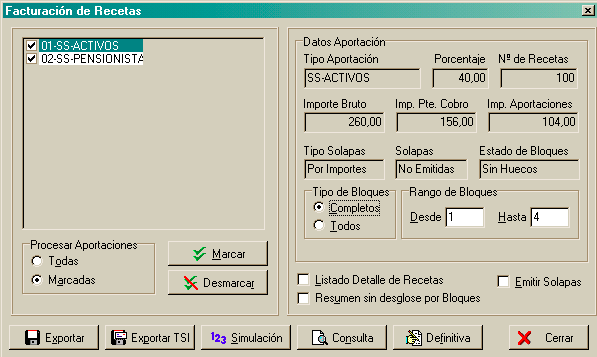 Facturación de Recetas
01-SS-ACTIVOS
02-SS-PENSIONISTA
Procesar Aportaciones
Todas
Marcadas
Marcar
Desmarcar
Datos Aportación
Tipo Aportación Porcentaje Nº de Recetas
SS-ACTIVOS 40,00 100
Importe Bruto Imp. Pte. Cobro Imp. Aportaciones
260,00 156,00 104,00
Tipo Solapas Solapas Estado de Bloques
Por Importes No Emitidas Sin Huecos
Tipo de Bloques
Completos
Todos
Rango de Bloques
Desde 1 Hasta 4
Listado Detalle de Recetas
Emitir Solapas
Resumen sin desglose por Bloques
Exportar Exportar TSI 123 Simulación Consulta Definitiva Cerrar